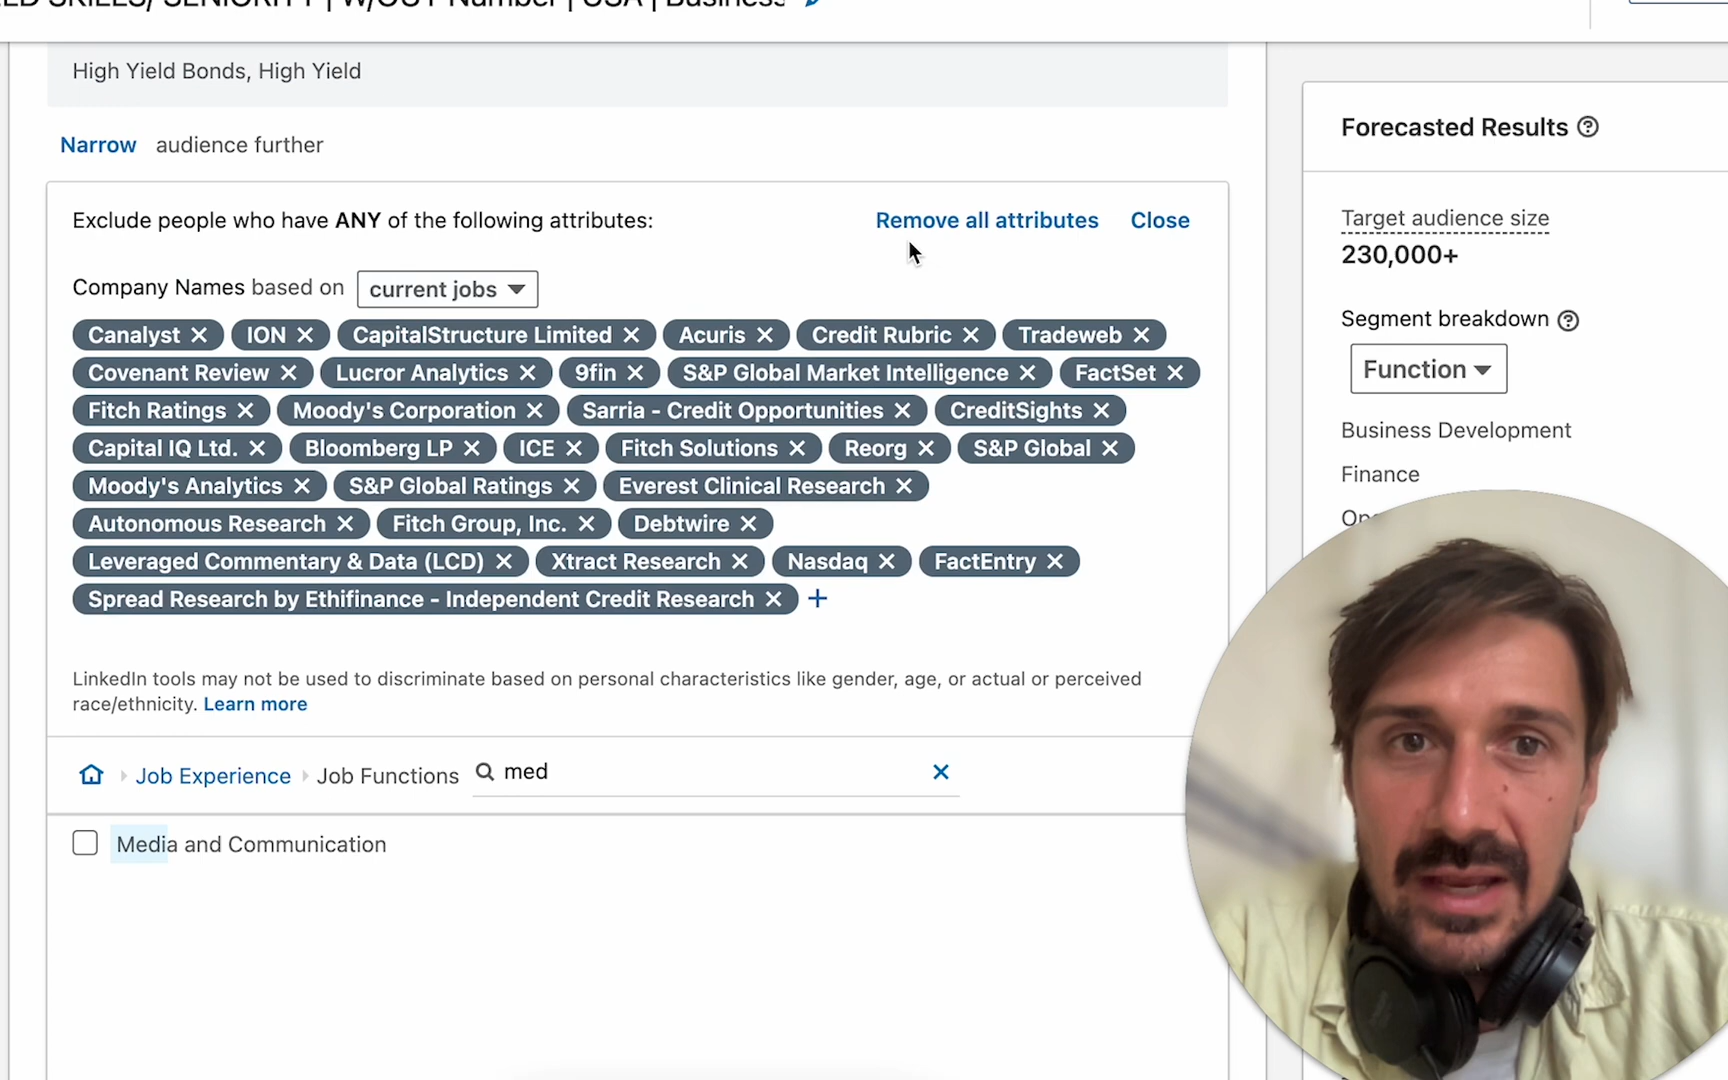 SKILLS/ SENIORITY | W/OUT Number | USA | Business
High Yield Bonds, High Yield
Narrow audience further
Forecasted Results
Exclude people who have ANY of the following attributes: Remove all attributes Close
Target audience size
230,000+
Company Names based on current jobs
Segment breakdown
Canalyst ION CapitalStructure Limited Acuris Credit Rubric Tradeweb
Function
Covenant Review Lucror Analytics 9fin S&P Global Market Intelligence FactSet
Fitch Ratings Moody's Corporation Sarria - Credit Opportunities CreditSights
Business Development
Capital IQ Ltd. Bloomberg LP ICE Fitch Solutions Reorg S&P Global
Finance
Moody's Analytics S&P Global Ratings Everest Clinical Research
Autonomous Research Fitch Group, Inc. Debtwire
Leveraged Commentary & Data (LCD) Xtract Research Nasdaq FactEntry
Spread Research by Ethifinance - Independent Credit Research
LinkedIn tools may not be used to discriminate based on personal characteristics like gender, age, or actual or perceived
race/ethnicity. Learn more
Job Experience Job Functions med
Media and Communication